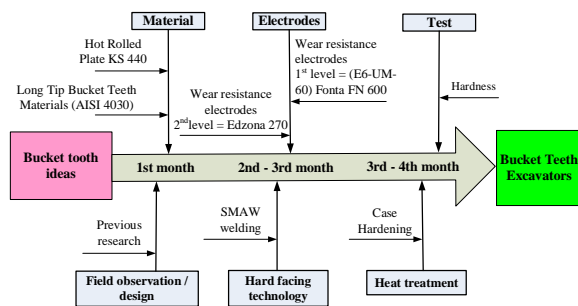 Material
Electrodes
Test
Hot Rolled
Plate KS 440
Long Tip Bucket Teeth
Materials (AISI 4030)
Wear resistance
electrodes
1st level = (E6-UM-
60) Fonta FN 600
Wear resistance
electrodes
2nd level = Edzona 270
Hardness
Bucket tooth
ideas
1st month
2nd - 3rd month
3rd - 4th month
Bucket Teeth
Excavators
Previous
research
SMAW
welding
Case
Hardening
Field observation /
design
Hard facing
technology
Heat treatment